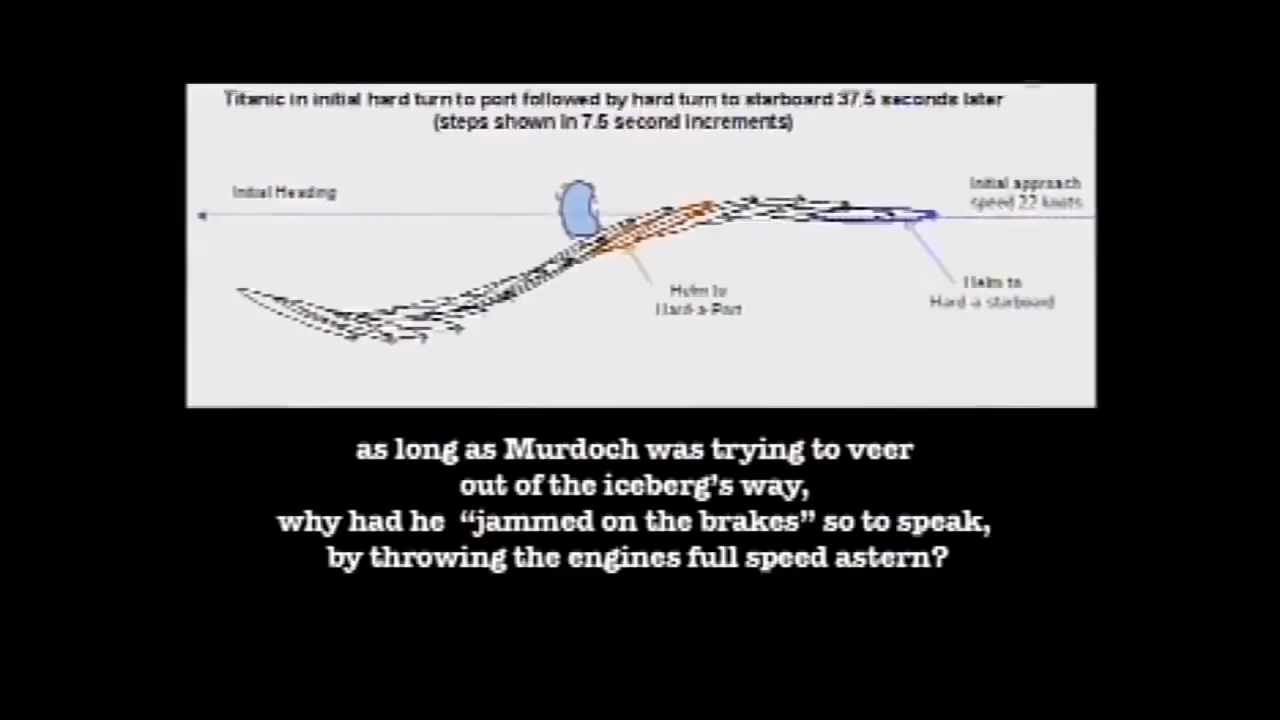 Titanic in initial hard turn to port followed by hard turn to starboard 37.5 seconds later
(steps shown in 7.5 second increments)
Initial Heading
Initial approach
speed 22 knots
Helm to
Hard-a-Port
Helm to
Hard-a-starboard
as long as Murdoch was trying to veer
out of the iceberg's way,
why had he “jammed on the brakes” so to speak,
by throwing the engines full speed astern?